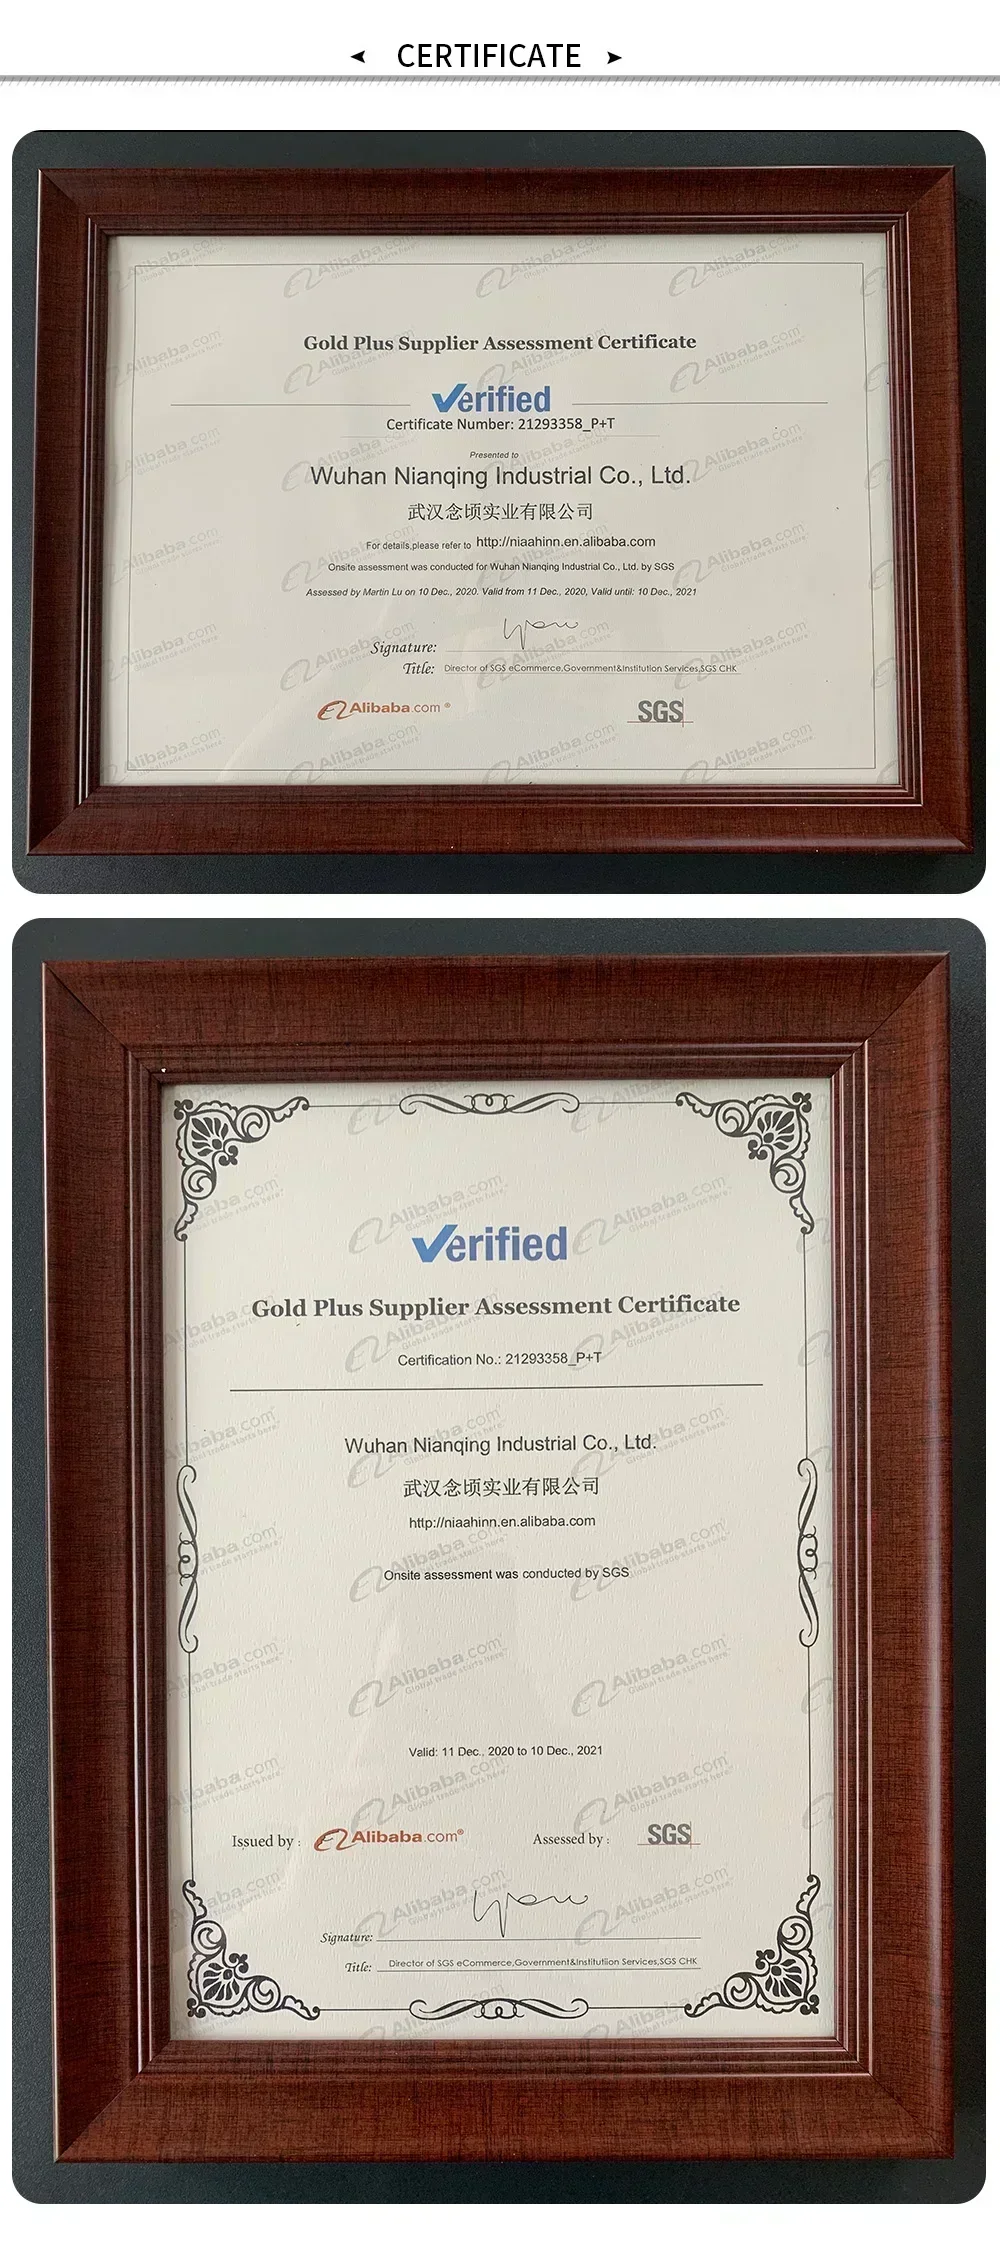 CERTIFICATE
Gold Plus Supplier Assessment Certificate
Verified
Certificate Number: 21293358_P+T
Presented to
Wuhan Nianqing Industrial Co., Ltd.
武汉念顷实业有限公司
For details,please refer to http://niaahinn.en.alibaba.com
Onsite assessment was conducted for Wuhan Nianqing Industrial Co., Ltd. by SGS
Assessed by Martin Lu on 10 Dec., 2020. Valid from 11 Dec., 2020, Valid until: 10 Dec., 2021
Signature:
Title: Director of SGS eCommerce,Government&Institution Services,SGS CHK
Alibaba.com® SGS
Verified
Gold Plus Supplier Assessment Certificate
Certification No.: 21293358_P+T
Wuhan Nianqing Industrial Co., Ltd.
武汉念顷实业有限公司
http://niaahinn.en.alibaba.com
Onsite assessment was conducted by SGS
Valid: 11 Dec., 2020 to 10 Dec., 2021
Issued by : Alibaba.com® Assessed by : SGS
Signature:
Title: Director of SGS eCommerce,Government&Institutiion Services,SGS CHK